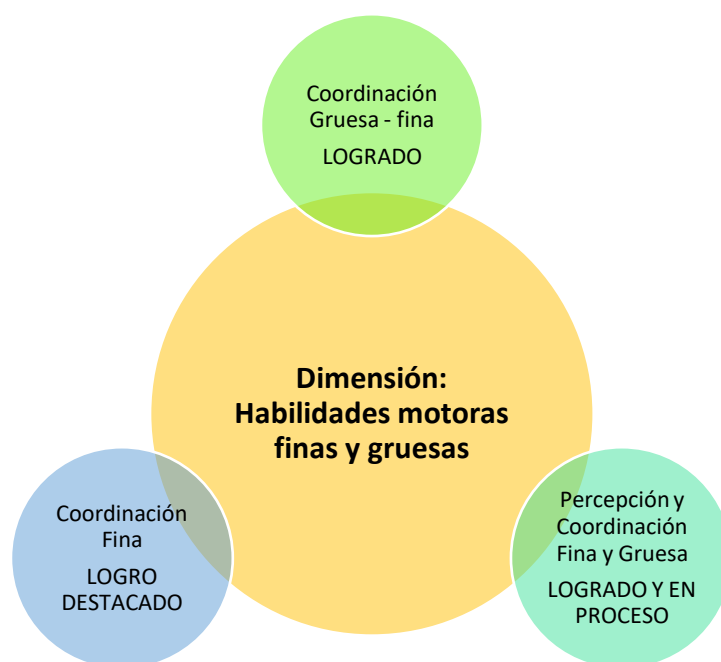 Coordinación
Gruesa - fina
LOGRADO
Dimensión:
Habilidades motoras
finas y gruesas
Coordinación
Fina
LOGRO
DESTACADO
Percepción y
Coordinación
Fina y Gruesa
LOGRADO Y EN
PROCESO